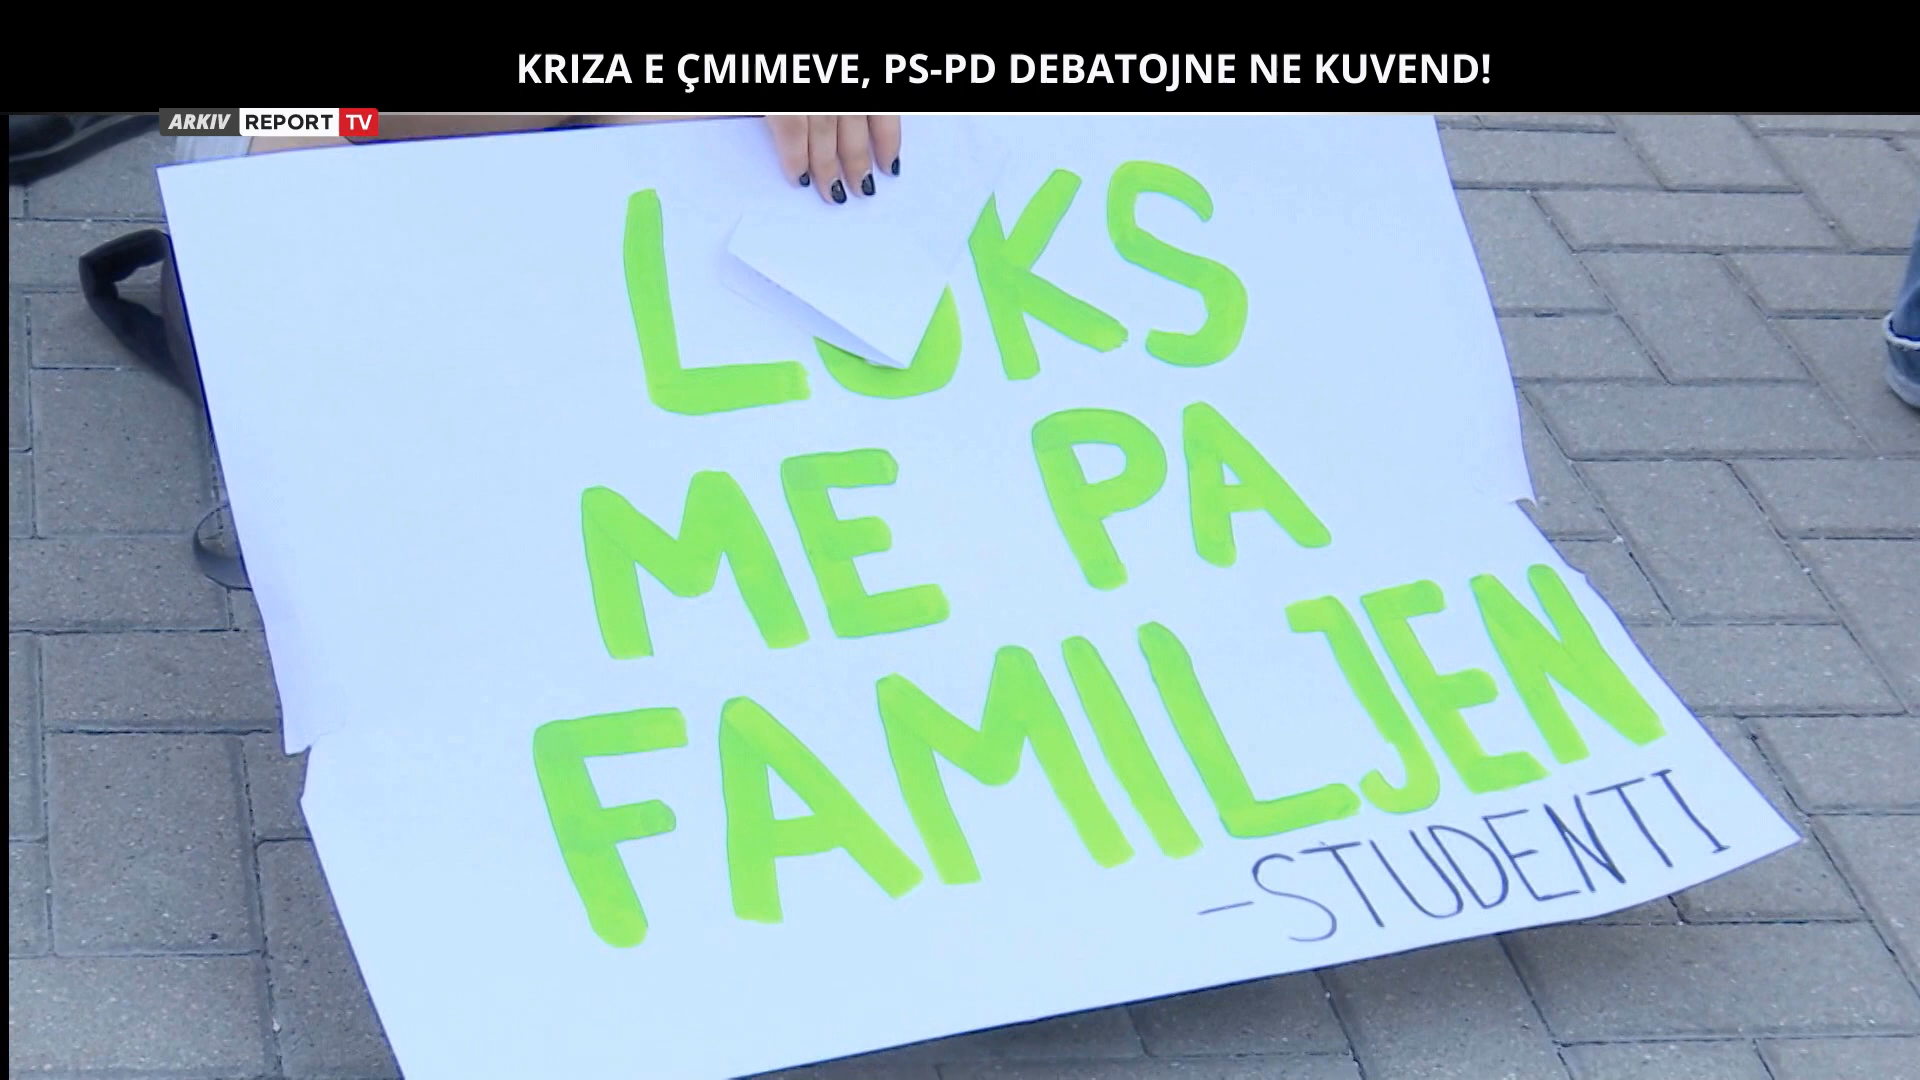 KRIZA E ÇMIMEVE, PS-PD DEBATOJNE NE KUVEND!
ARKIV REPORT TV
LUKS
ME PA
FAMILJEN
-STUDENTI